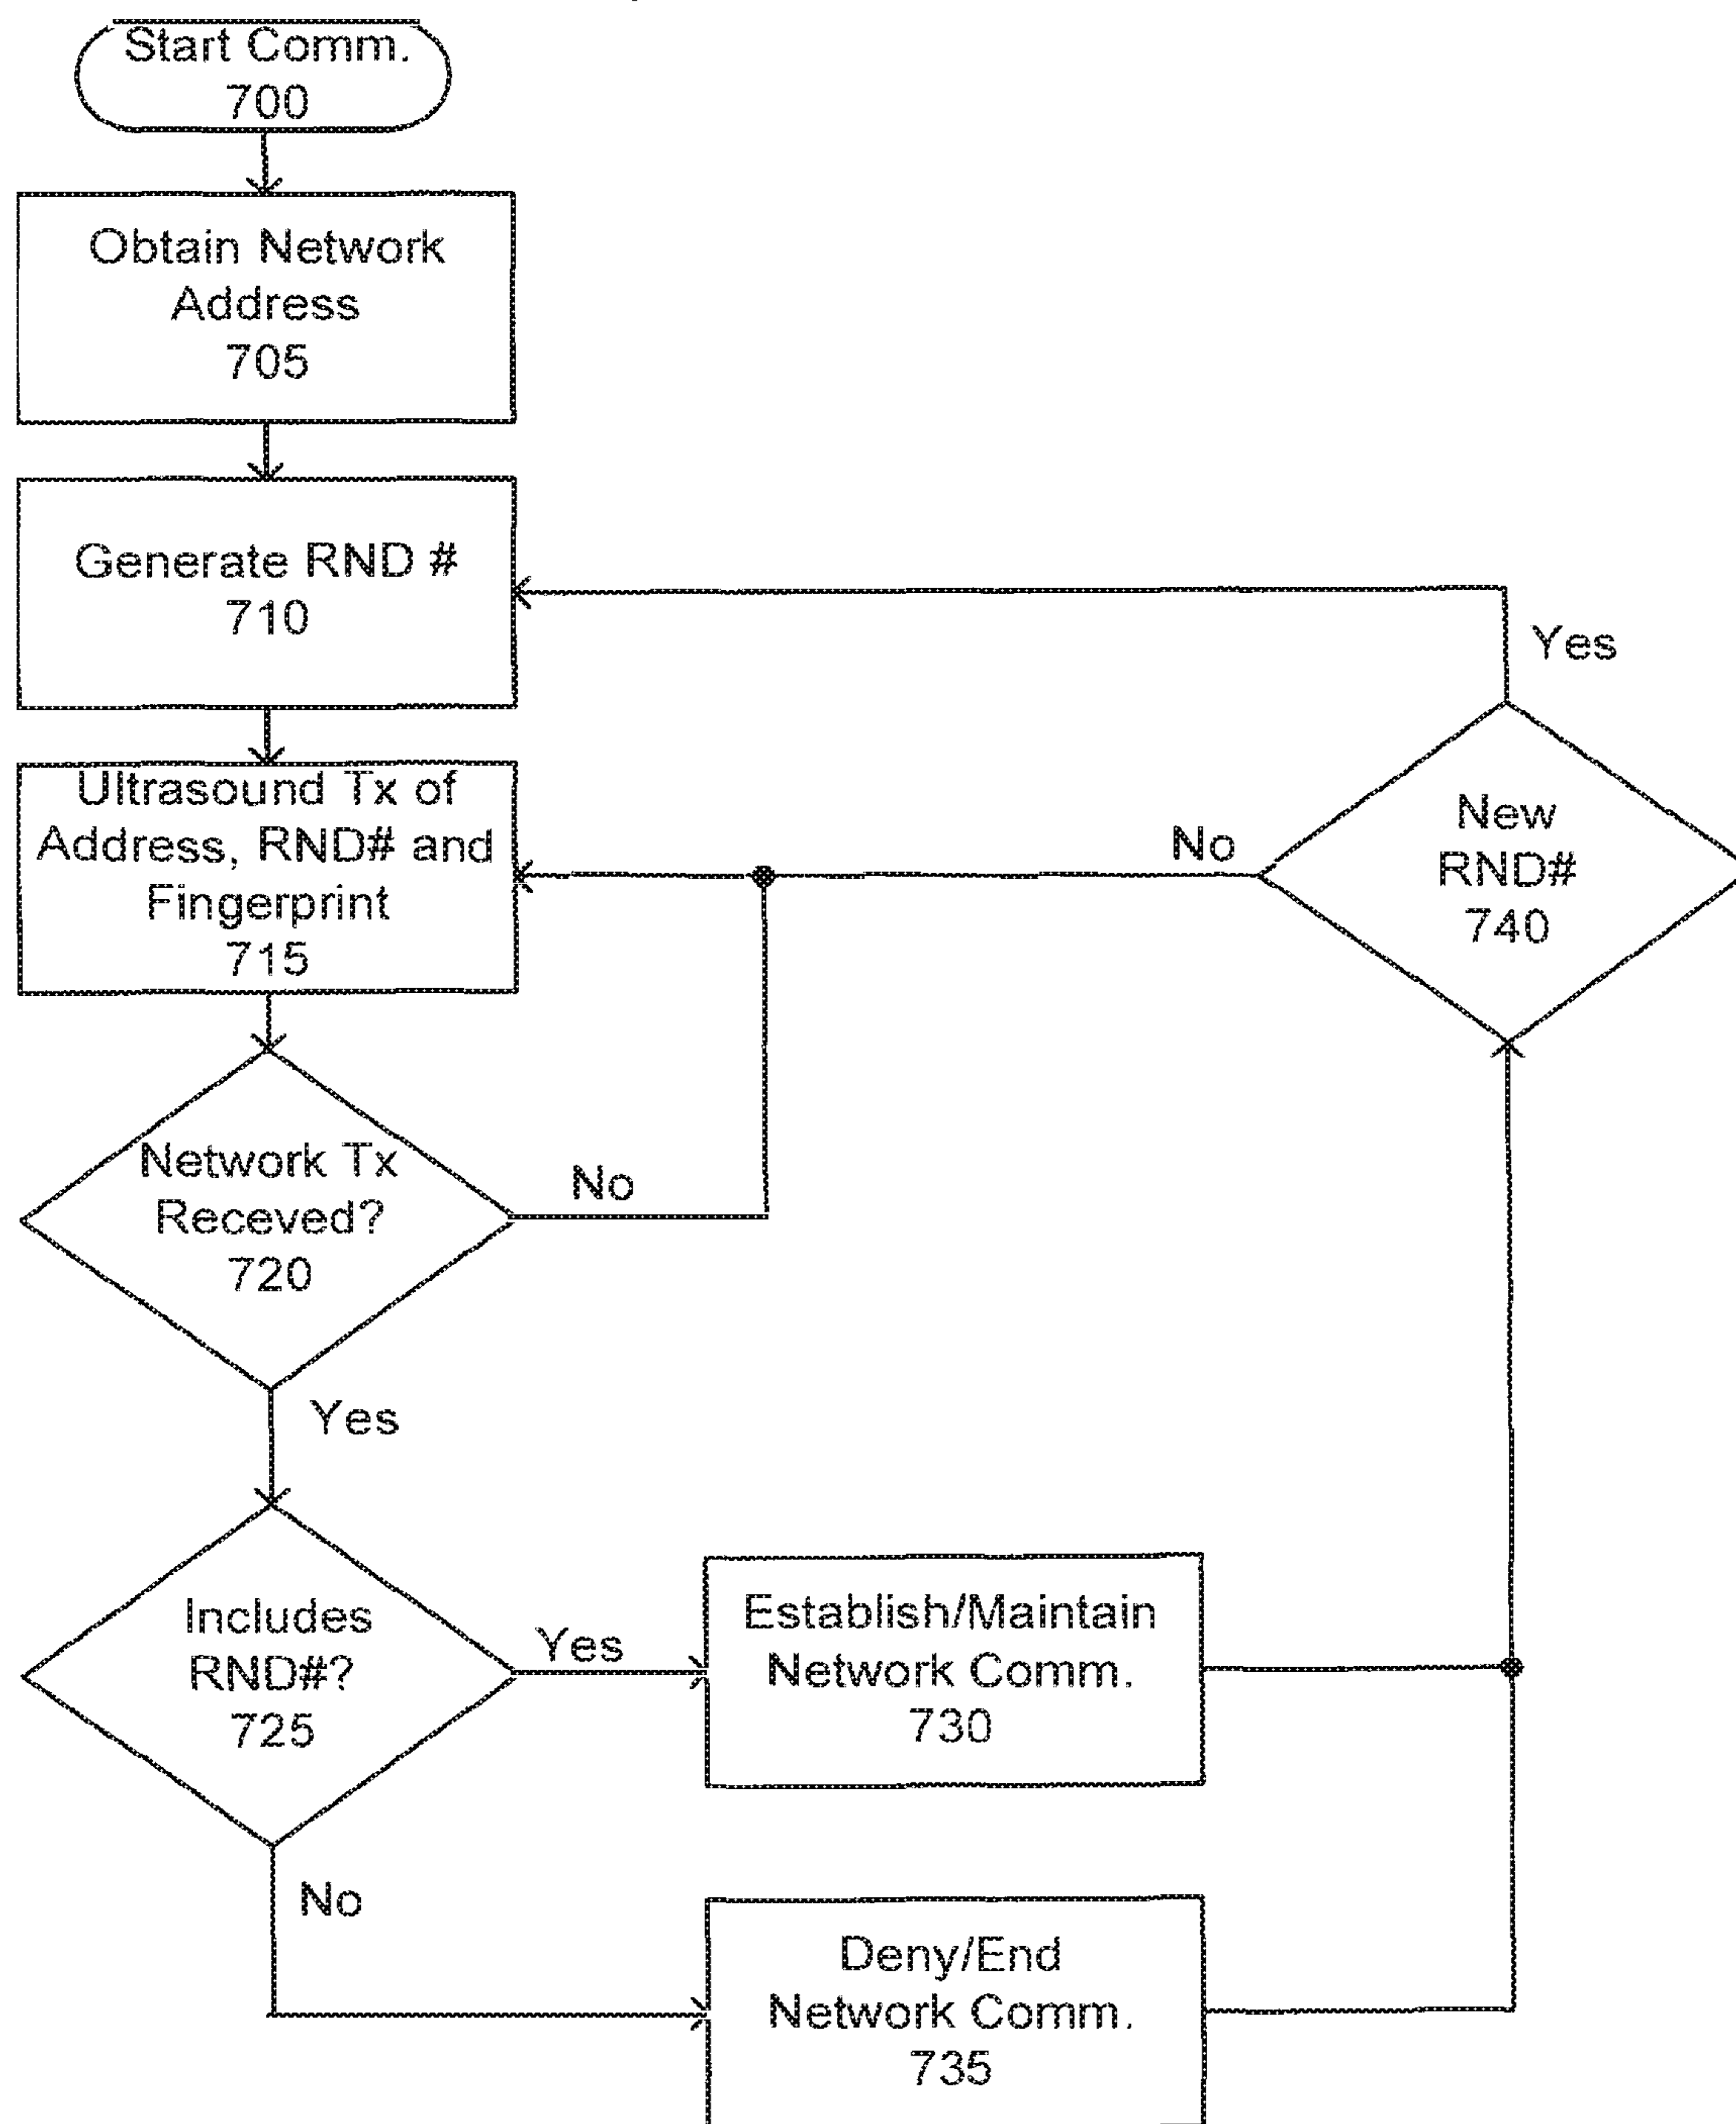 Start Comm.
700
Obtain Network
Address
705
Generate RND #
710
Yes
Ultrasound Tx of
Address, RND# and
Fingerprint
715
No
New
RND#
740
Network Tx
Receved?
720
No
Yes
Includes
RND#?
725
Yes
Establish/Maintain
Network Comm.
730
No
Deny/End
Network Comm.
735